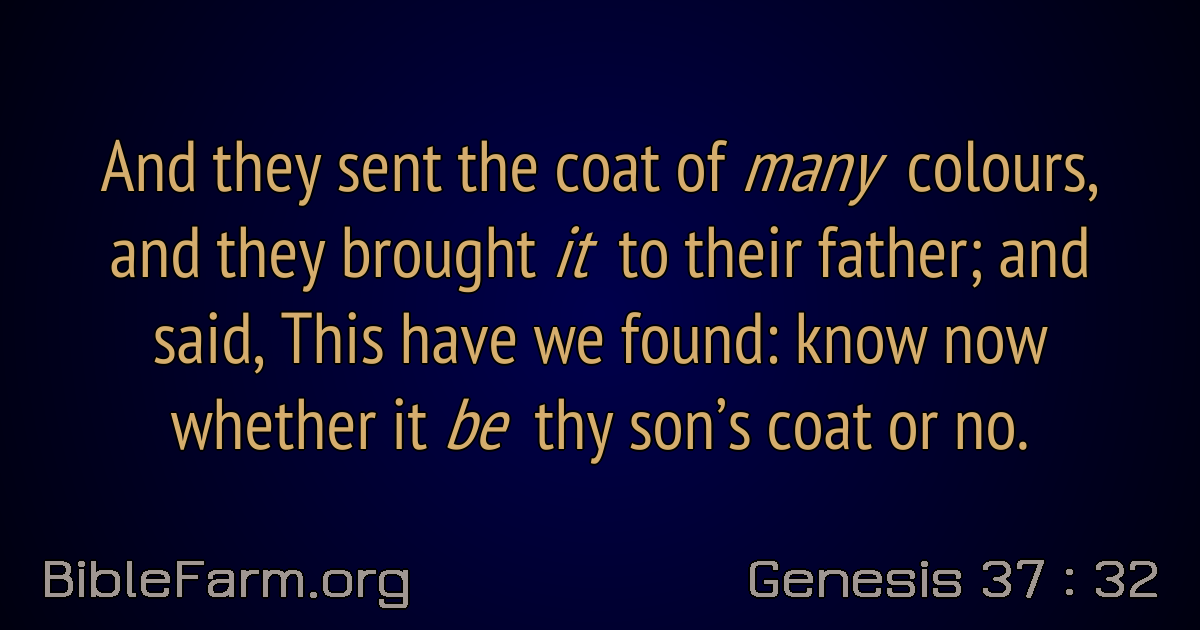 And they sent the coat of many colours,
and they brought it to their father; and
said, This have we found: know now
whether it be thy son’s coat or no.
BibleFarm.org
Genesis 37 : 32